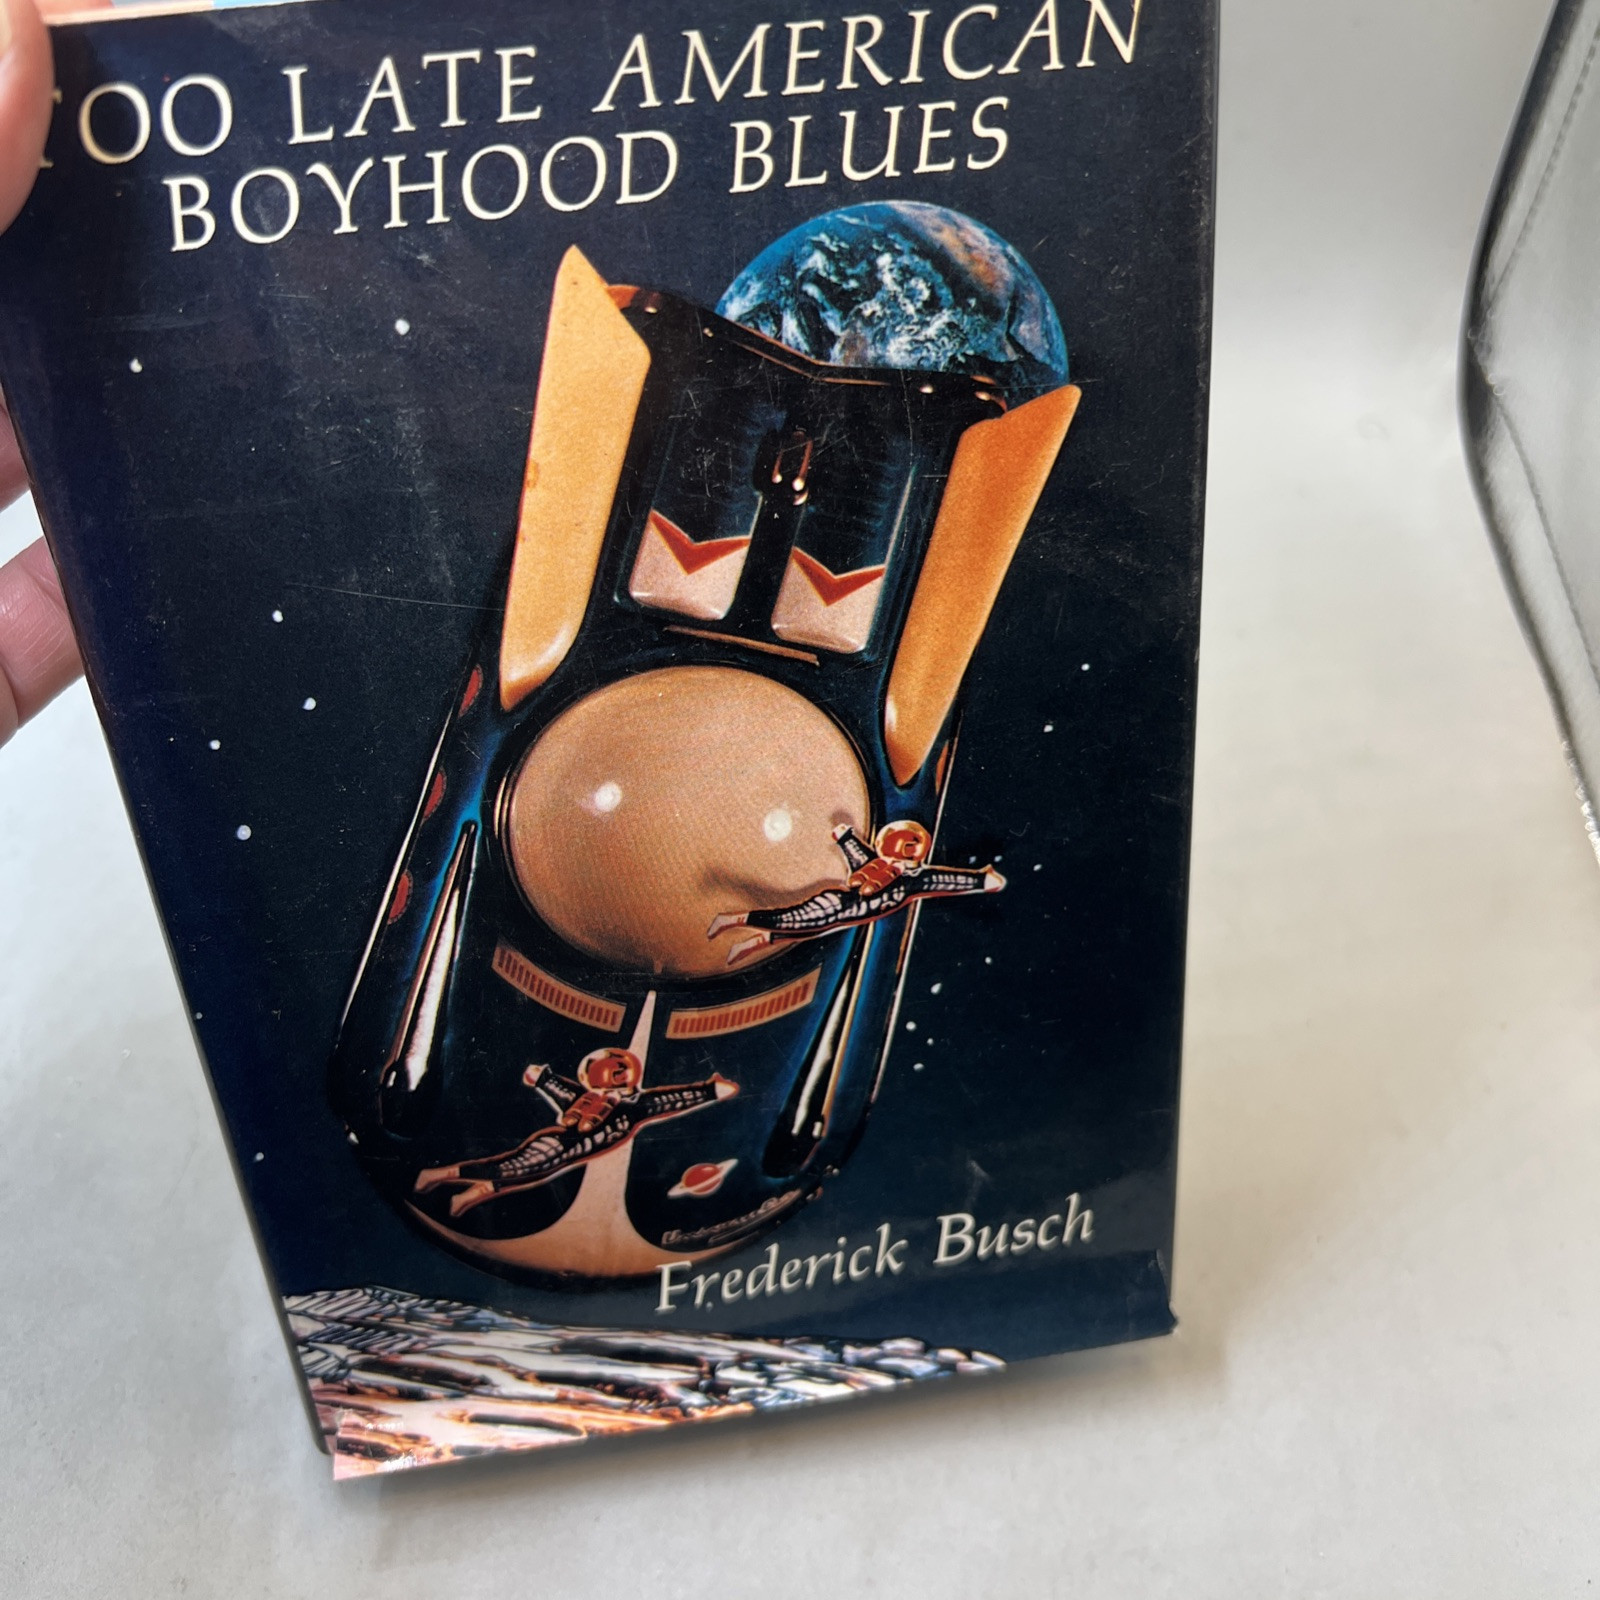 TOO LATE AMERICAN
BOYHOOD BLUES
Frederick Busch